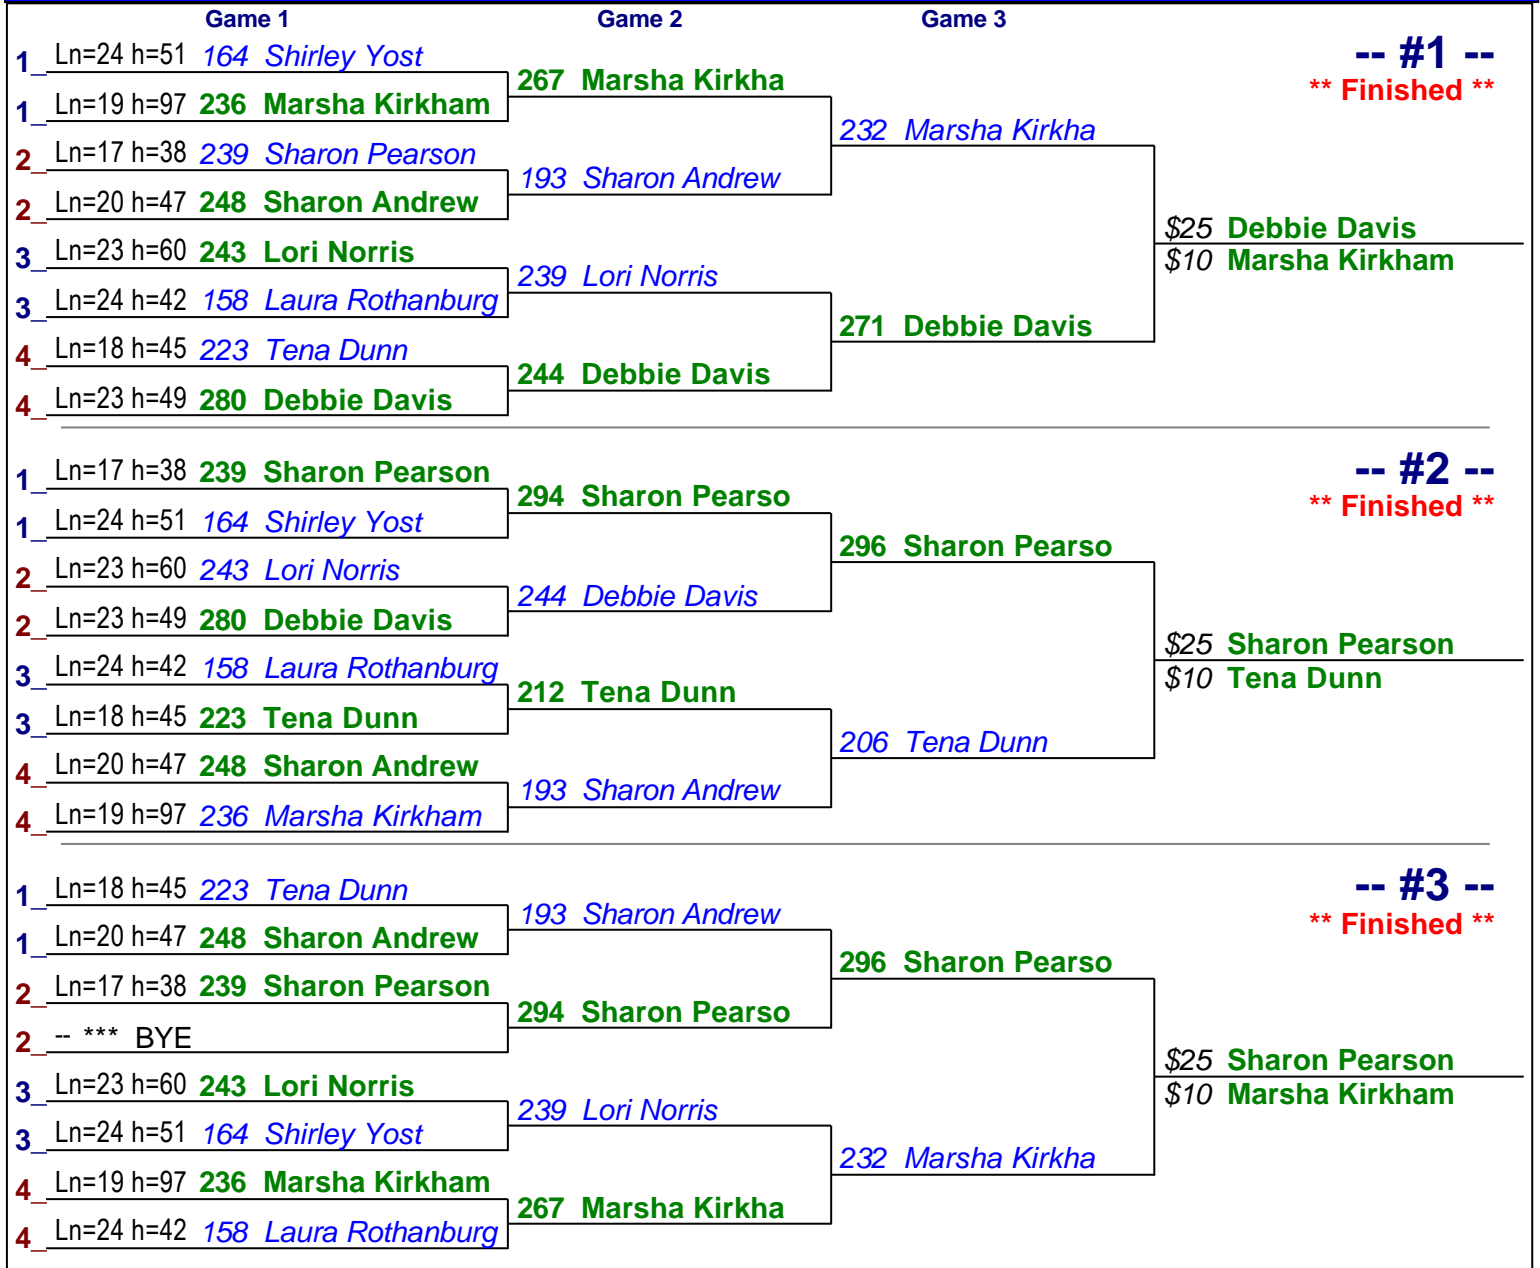 Game 1 Game 2 Game 3
-- #1 --
** Finished **
1_ Ln=24 h=51 164 Shirley Yost
267 Marsha Kirkha
1_ Ln=19 h=97 236 Marsha Kirkham
232 Marsha Kirkha
2_ Ln=17 h=38 239 Sharon Pearson
193 Sharon Andrew
2_ Ln=20 h=47 248 Sharon Andrew
$25 Debbie Davis
$10 Marsha Kirkham
3_ Ln=23 h=60 243 Lori Norris
239 Lori Norris
3_ Ln=24 h=42 158 Laura Rothanburg
271 Debbie Davis
4_ Ln=18 h=45 223 Tena Dunn
244 Debbie Davis
4_ Ln=23 h=49 280 Debbie Davis
-- #2 --
** Finished **
1_ Ln=17 h=38 239 Sharon Pearson
294 Sharon Pearso
1_ Ln=24 h=51 164 Shirley Yost
296 Sharon Pearso
2_ Ln=23 h=60 243 Lori Norris
244 Debbie Davis
2_ Ln=23 h=49 280 Debbie Davis
$25 Sharon Pearson
$10 Tena Dunn
3_ Ln=24 h=42 158 Laura Rothanburg
212 Tena Dunn
3_ Ln=18 h=45 223 Tena Dunn
206 Tena Dunn
4_ Ln=20 h=47 248 Sharon Andrew
193 Sharon Andrew
4_ Ln=19 h=97 236 Marsha Kirkham
-- #3 --
** Finished **
1_ Ln=18 h=45 223 Tena Dunn
193 Sharon Andrew
1_ Ln=20 h=47 248 Sharon Andrew
296 Sharon Pearso
2_ Ln=17 h=38 239 Sharon Pearson
294 Sharon Pearso
2_ -- *** BYE
$25 Sharon Pearson
$10 Marsha Kirkham
3_ Ln=23 h=60 243 Lori Norris
239 Lori Norris
3_ Ln=24 h=51 164 Shirley Yost
232 Marsha Kirkha
4_ Ln=19 h=97 236 Marsha Kirkham
267 Marsha Kirkha
4_ Ln=24 h=42 158 Laura Rothanburg